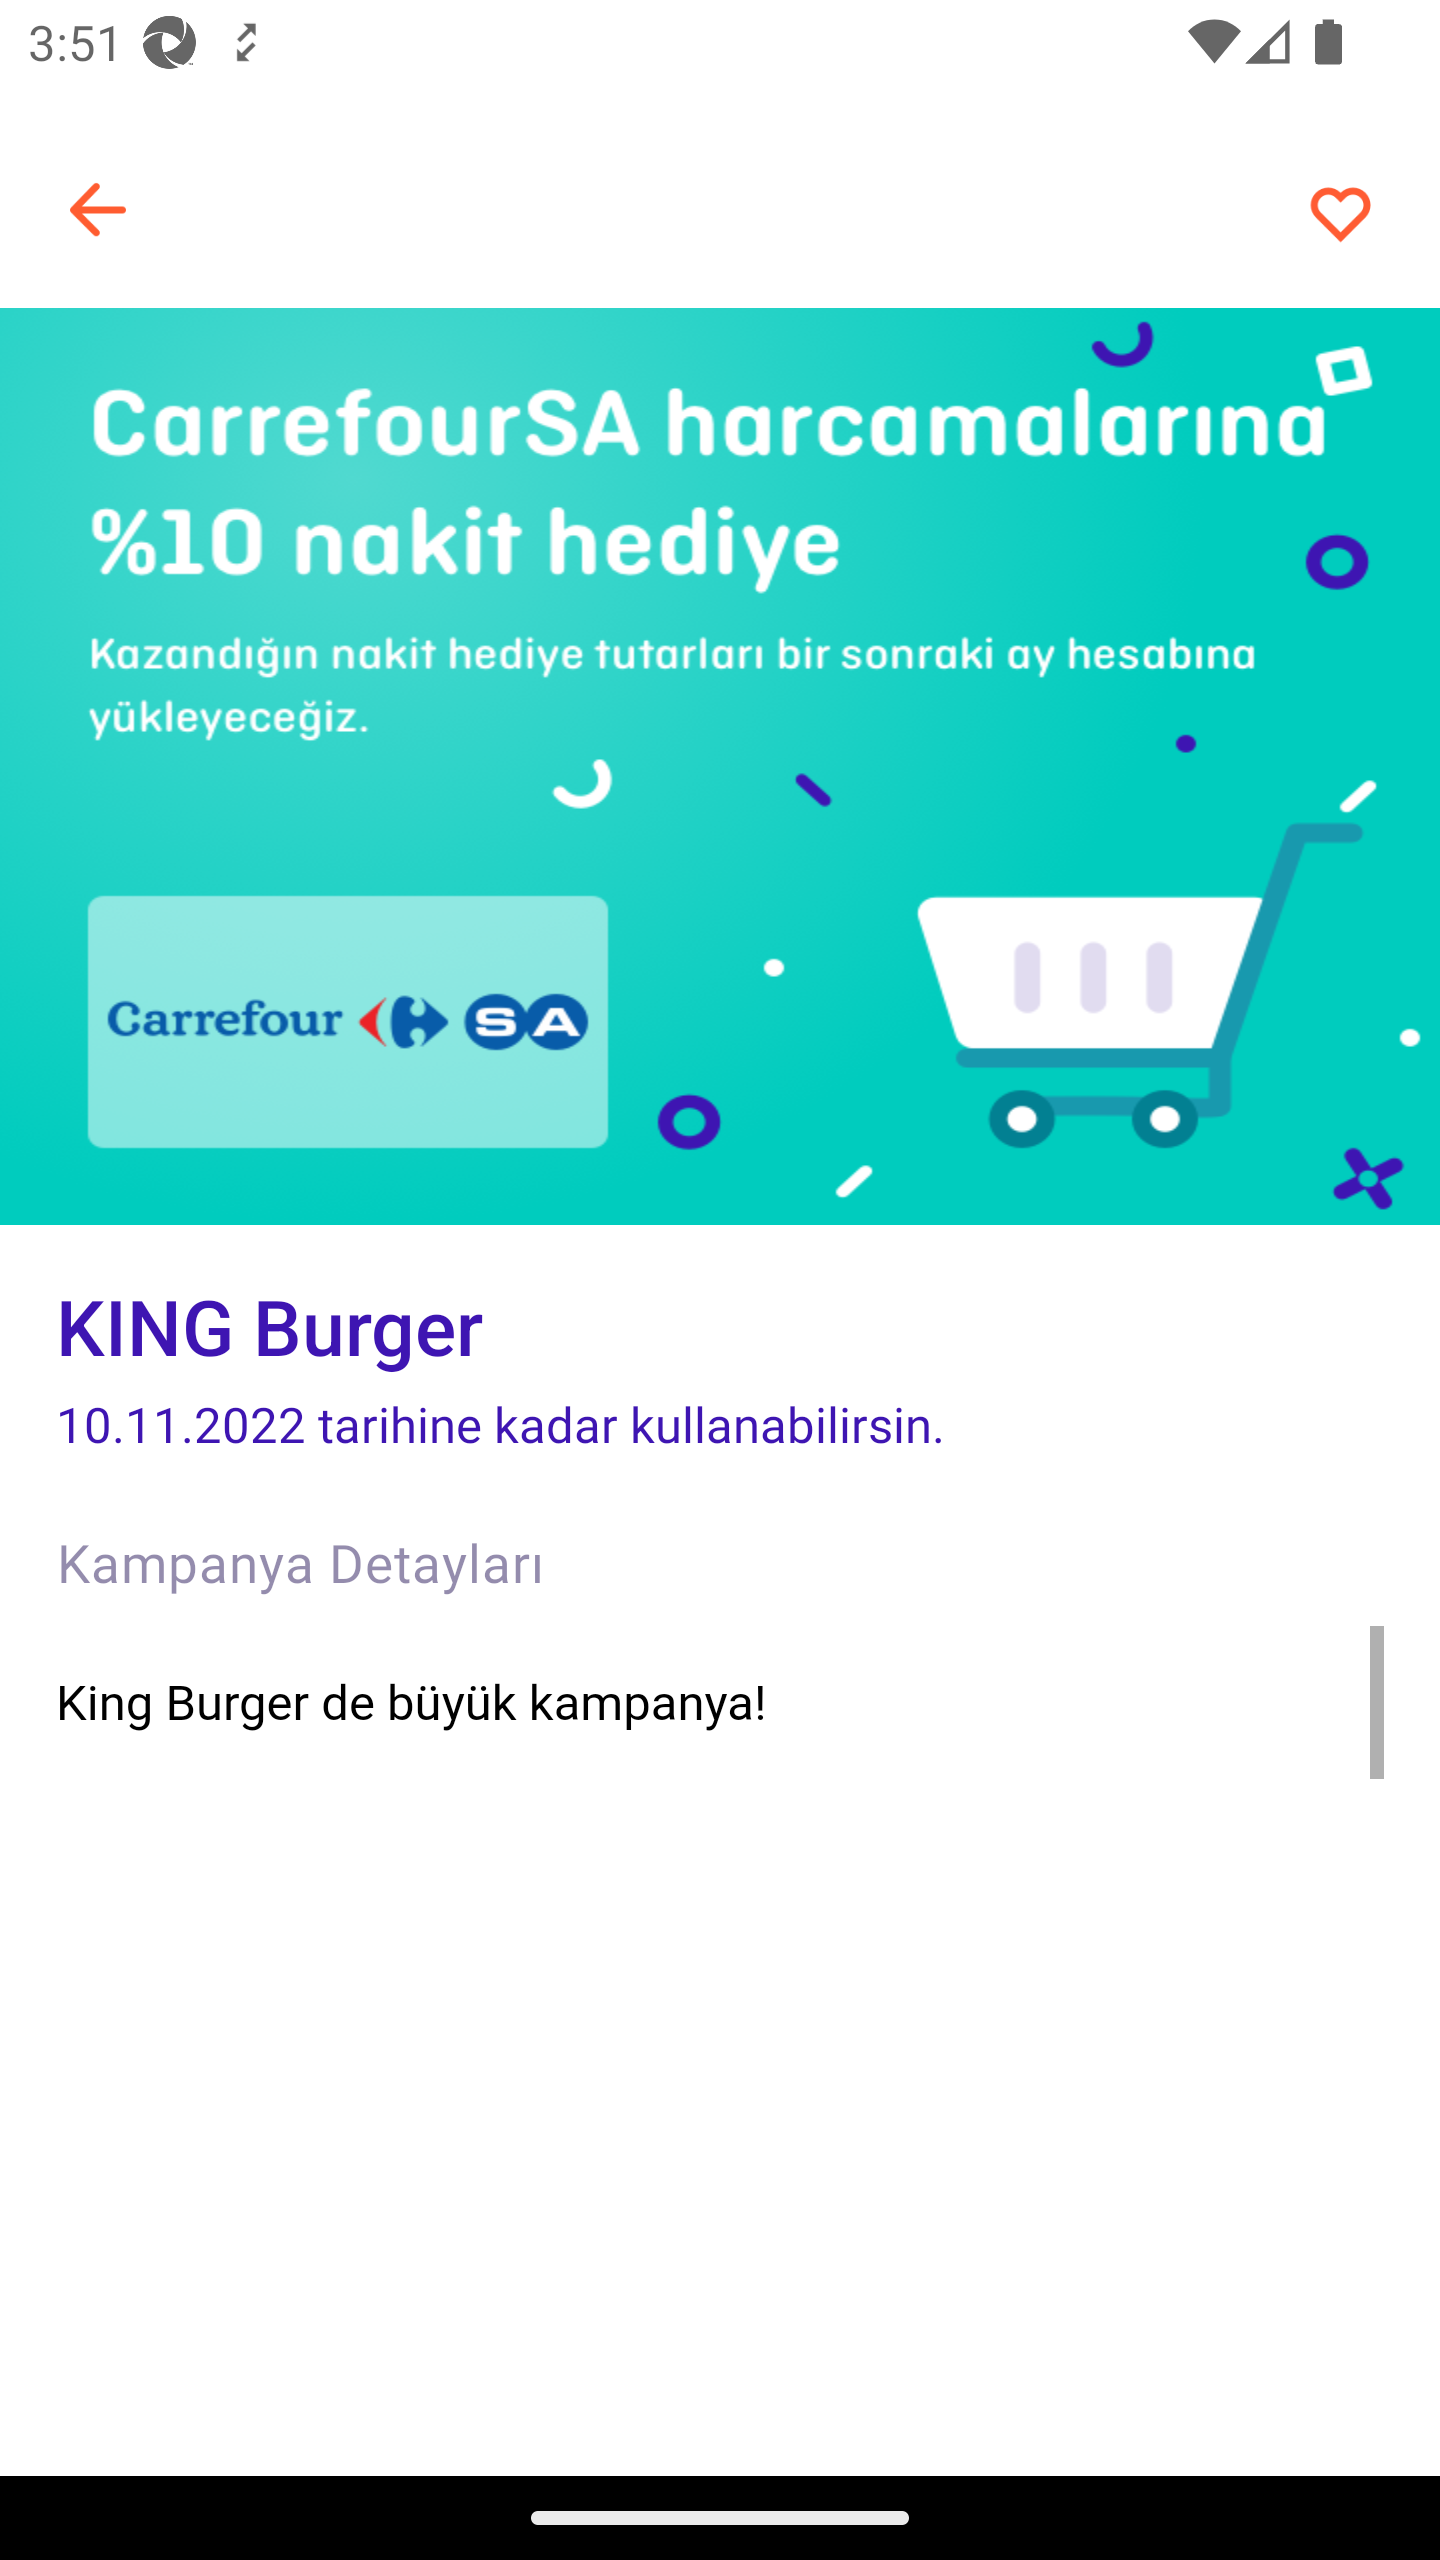 3:51
CarrefourSA harcamalarına
%10 nakit hediye
Kazandığın nakit hediye tutarları bir sonraki ay hesabına
yükleyeceğiz.
Carrefour SA
KING Burger
10.11.2022 tarihine kadar kullanabilirsin.
Kampanya Detayları
King Burger de büyük kampanya!